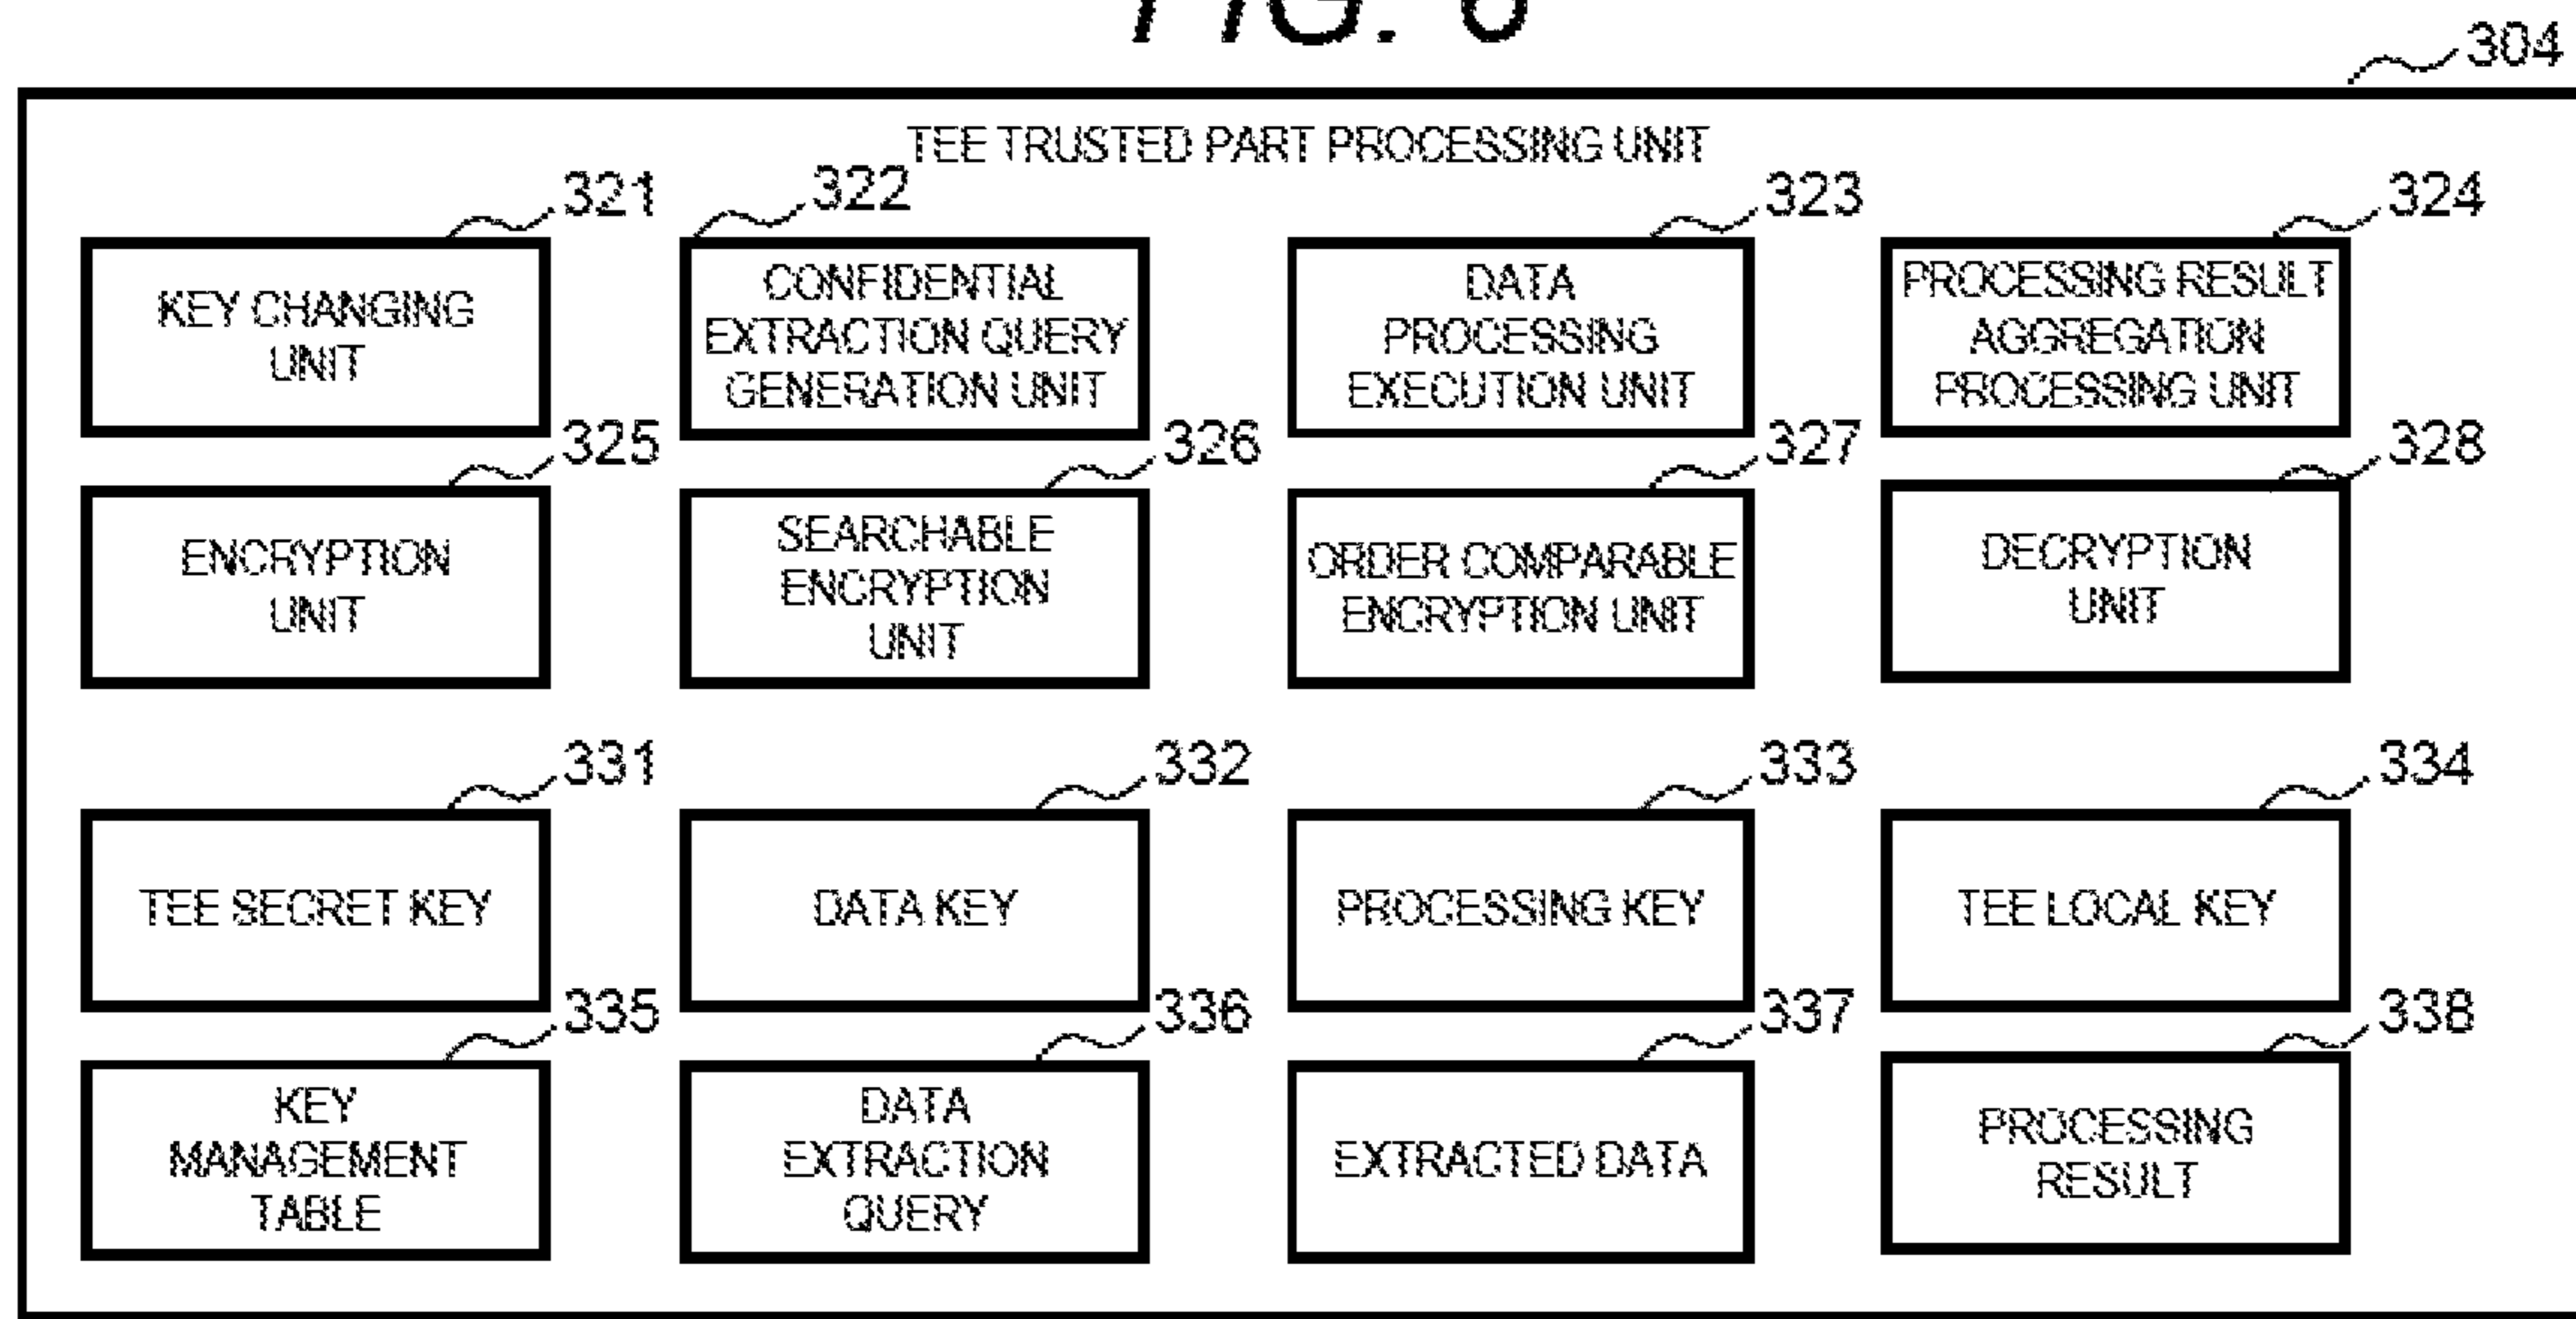 FIG. 6
304
TEE TRUSTED PART PROCESSING UNIT
321
KEY CHANGING
UNIT
322
CONFIDENTIAL
EXTRACTION QUERY
GENERATION UNIT
323
DATA
PROCESSING
EXECUTION UNIT
324
PROCESSING RESULT
AGGREGATION
PROCESSING UNIT
325
ENCRYPTION
UNIT
326
SEARCHABLE
ENCRYPTION
UNIT
327
ORDER COMPARABLE
ENCRYPTION UNIT
328
DECRYPTION
UNIT
331
TEE SECRET KEY
332
DATA KEY
333
PROCESSING KEY
334
TEE LOCAL KEY
335
KEY
MANAGEMENT
TABLE
336
DATA
EXTRACTION
QUERY
337
EXTRACTED DATA
338
PROCESSING
RESULT